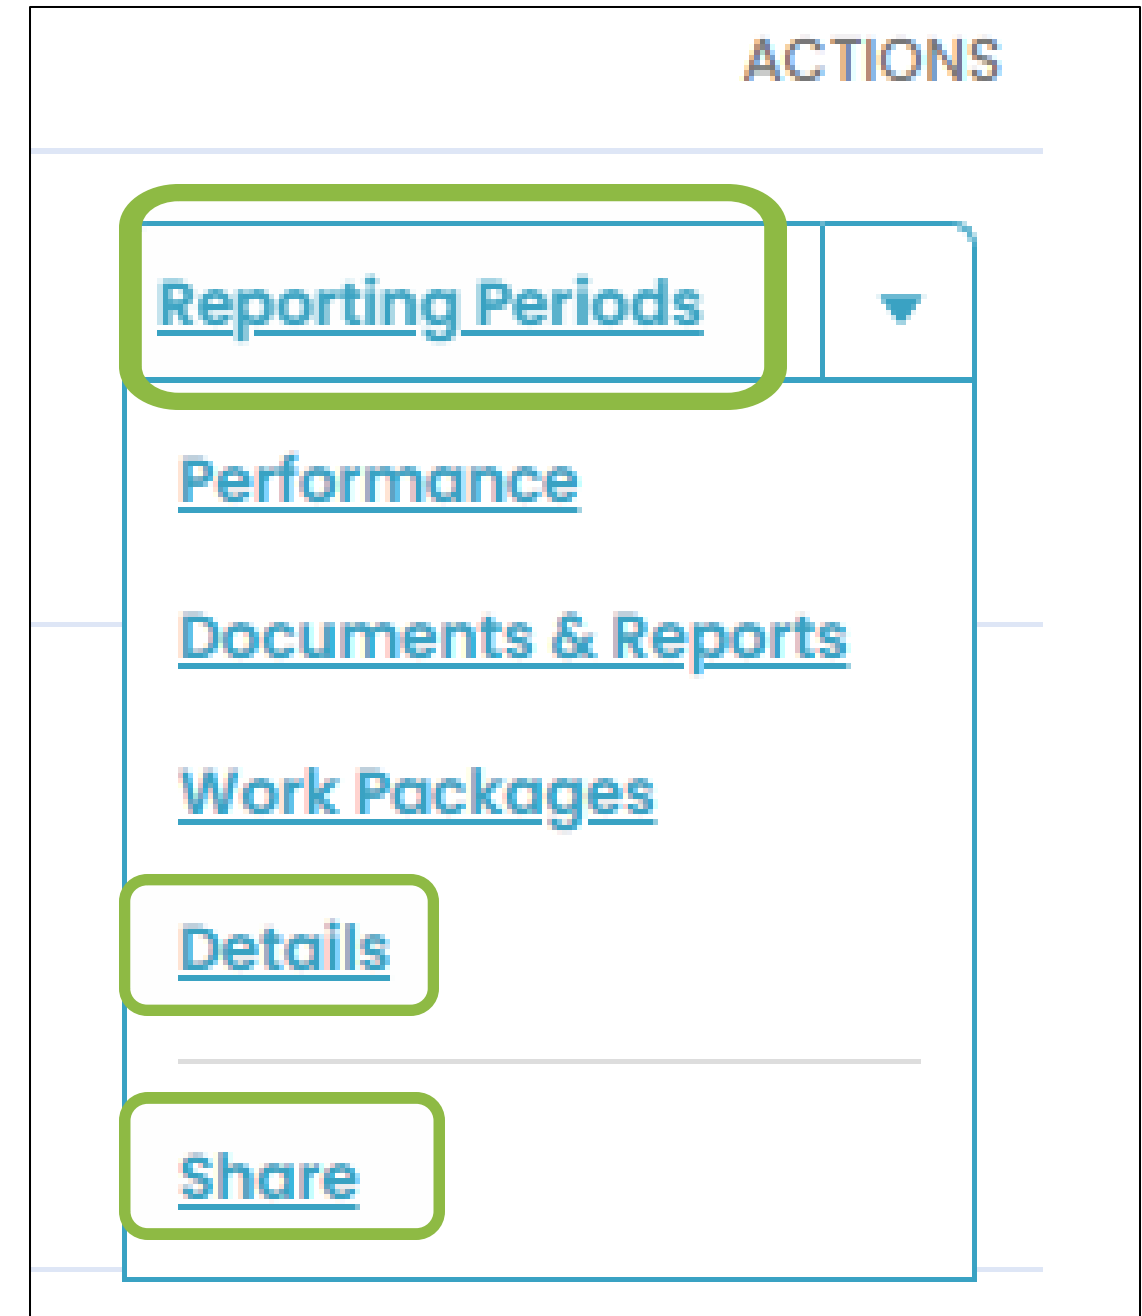 ACTIONS
Reporting Periods
Performance
Documents & Reports
Work Packages
Details
Share